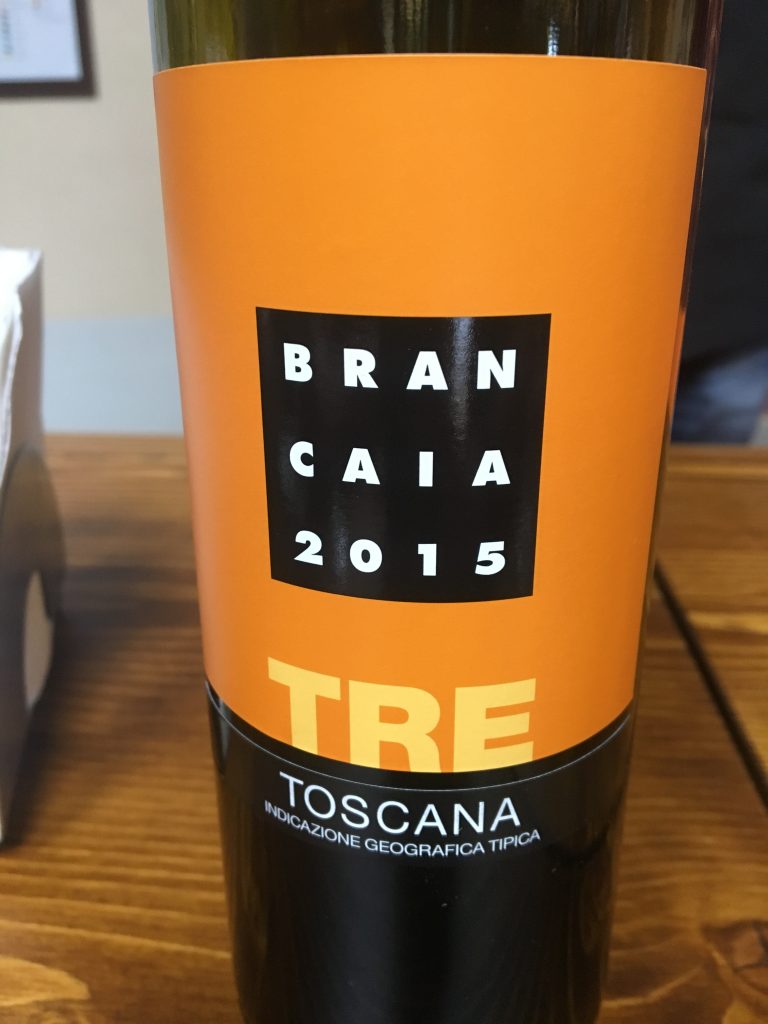 BRAN
CAIA
2015
TRE
TOSCANA
INDICAZIONE GEOGRAFICA TIPICA